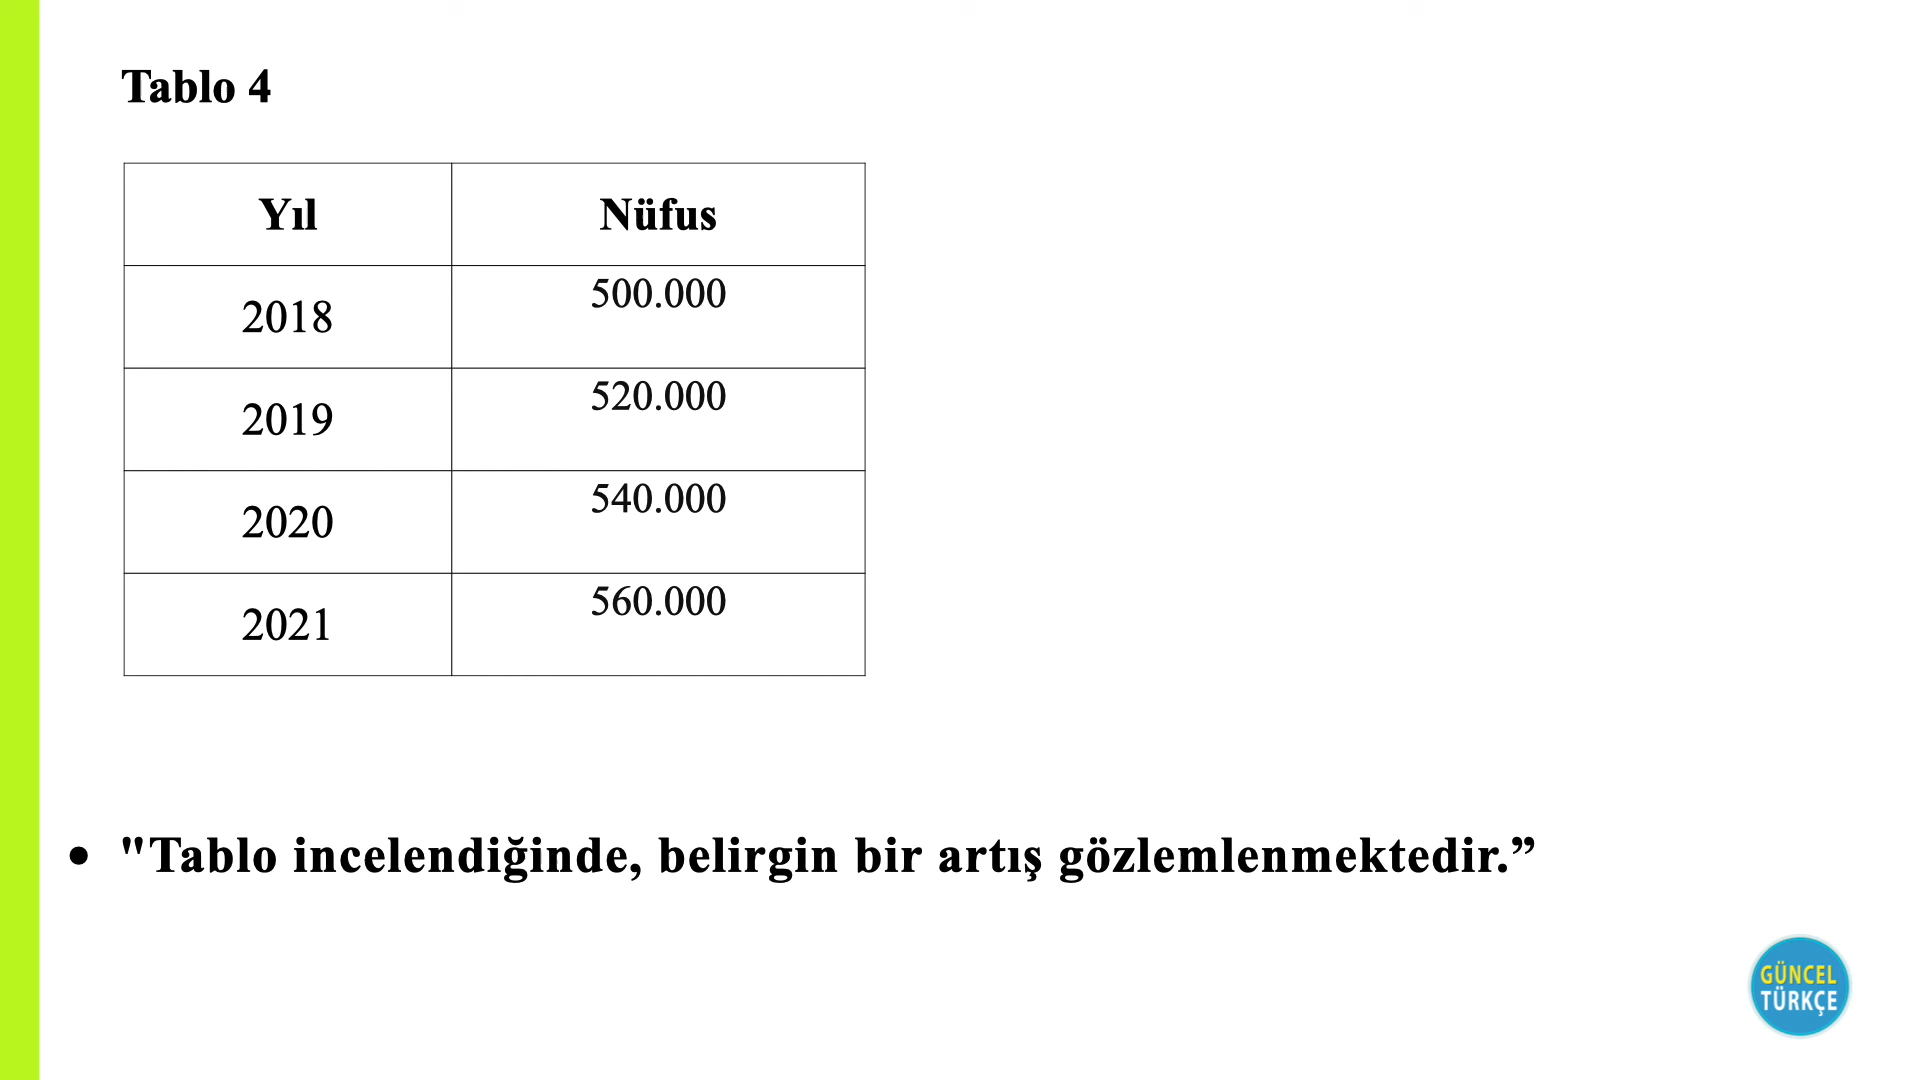 Tablo 4
Yıl Nüfus
2018 500.000
2019 520.000
2020 540.000
2021 560.000
• "Tablo incelendiğinde, belirgin bir artış gözlemlenmektedir.”
GÜNCEL
TÜRKÇE